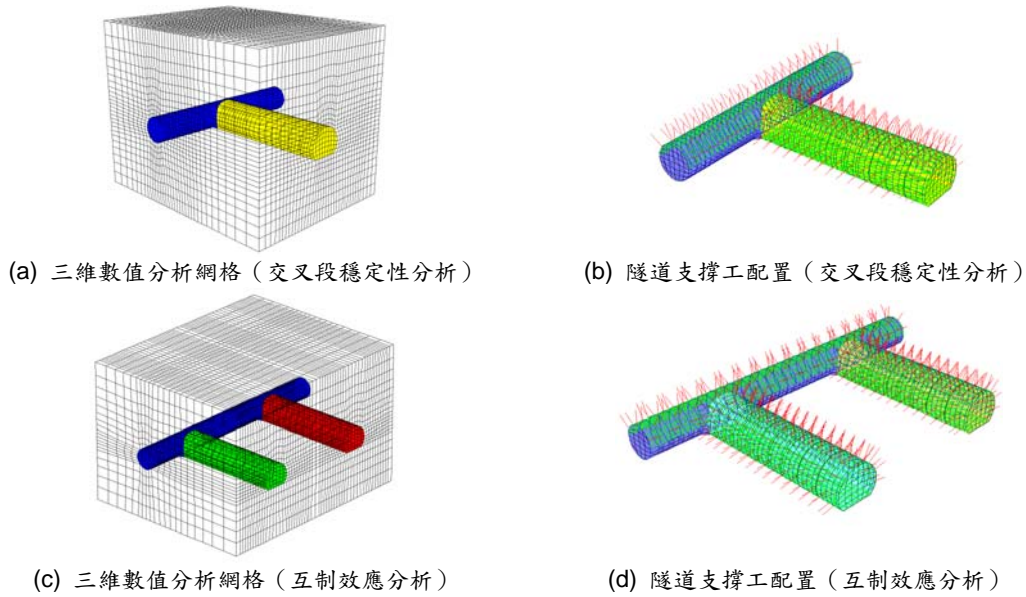 (a) 三維數值分析網格（交叉段穩定性分析）
(b) 隧道支撐工配置（交叉段穩定性分析）
(c) 三維數值分析網格（互制效應分析）
(d) 隧道支撐工配置（互制效應分析）